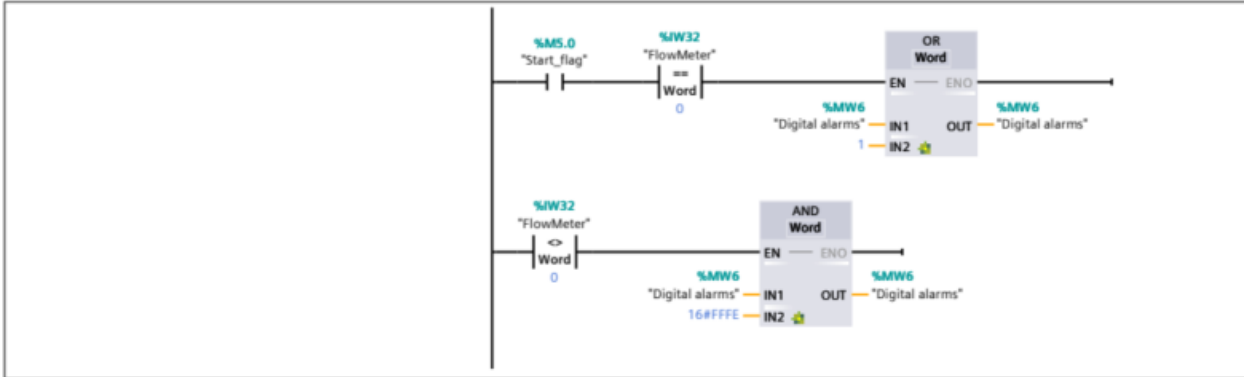 %M5.0
"Start_flag"
%IW32
"FlowMeter"
==
Word
0
OR
Word
EN
ENO
%MW6
"Digital alarms"
IN1
1
IN2
OUT
%MW6
"Digital alarms"
%IW32
"FlowMeter"
<>
Word
0
AND
Word
EN
ENO
%MW6
"Digital alarms"
IN1
16#FFFE
IN2
OUT
%MW6
"Digital alarms"